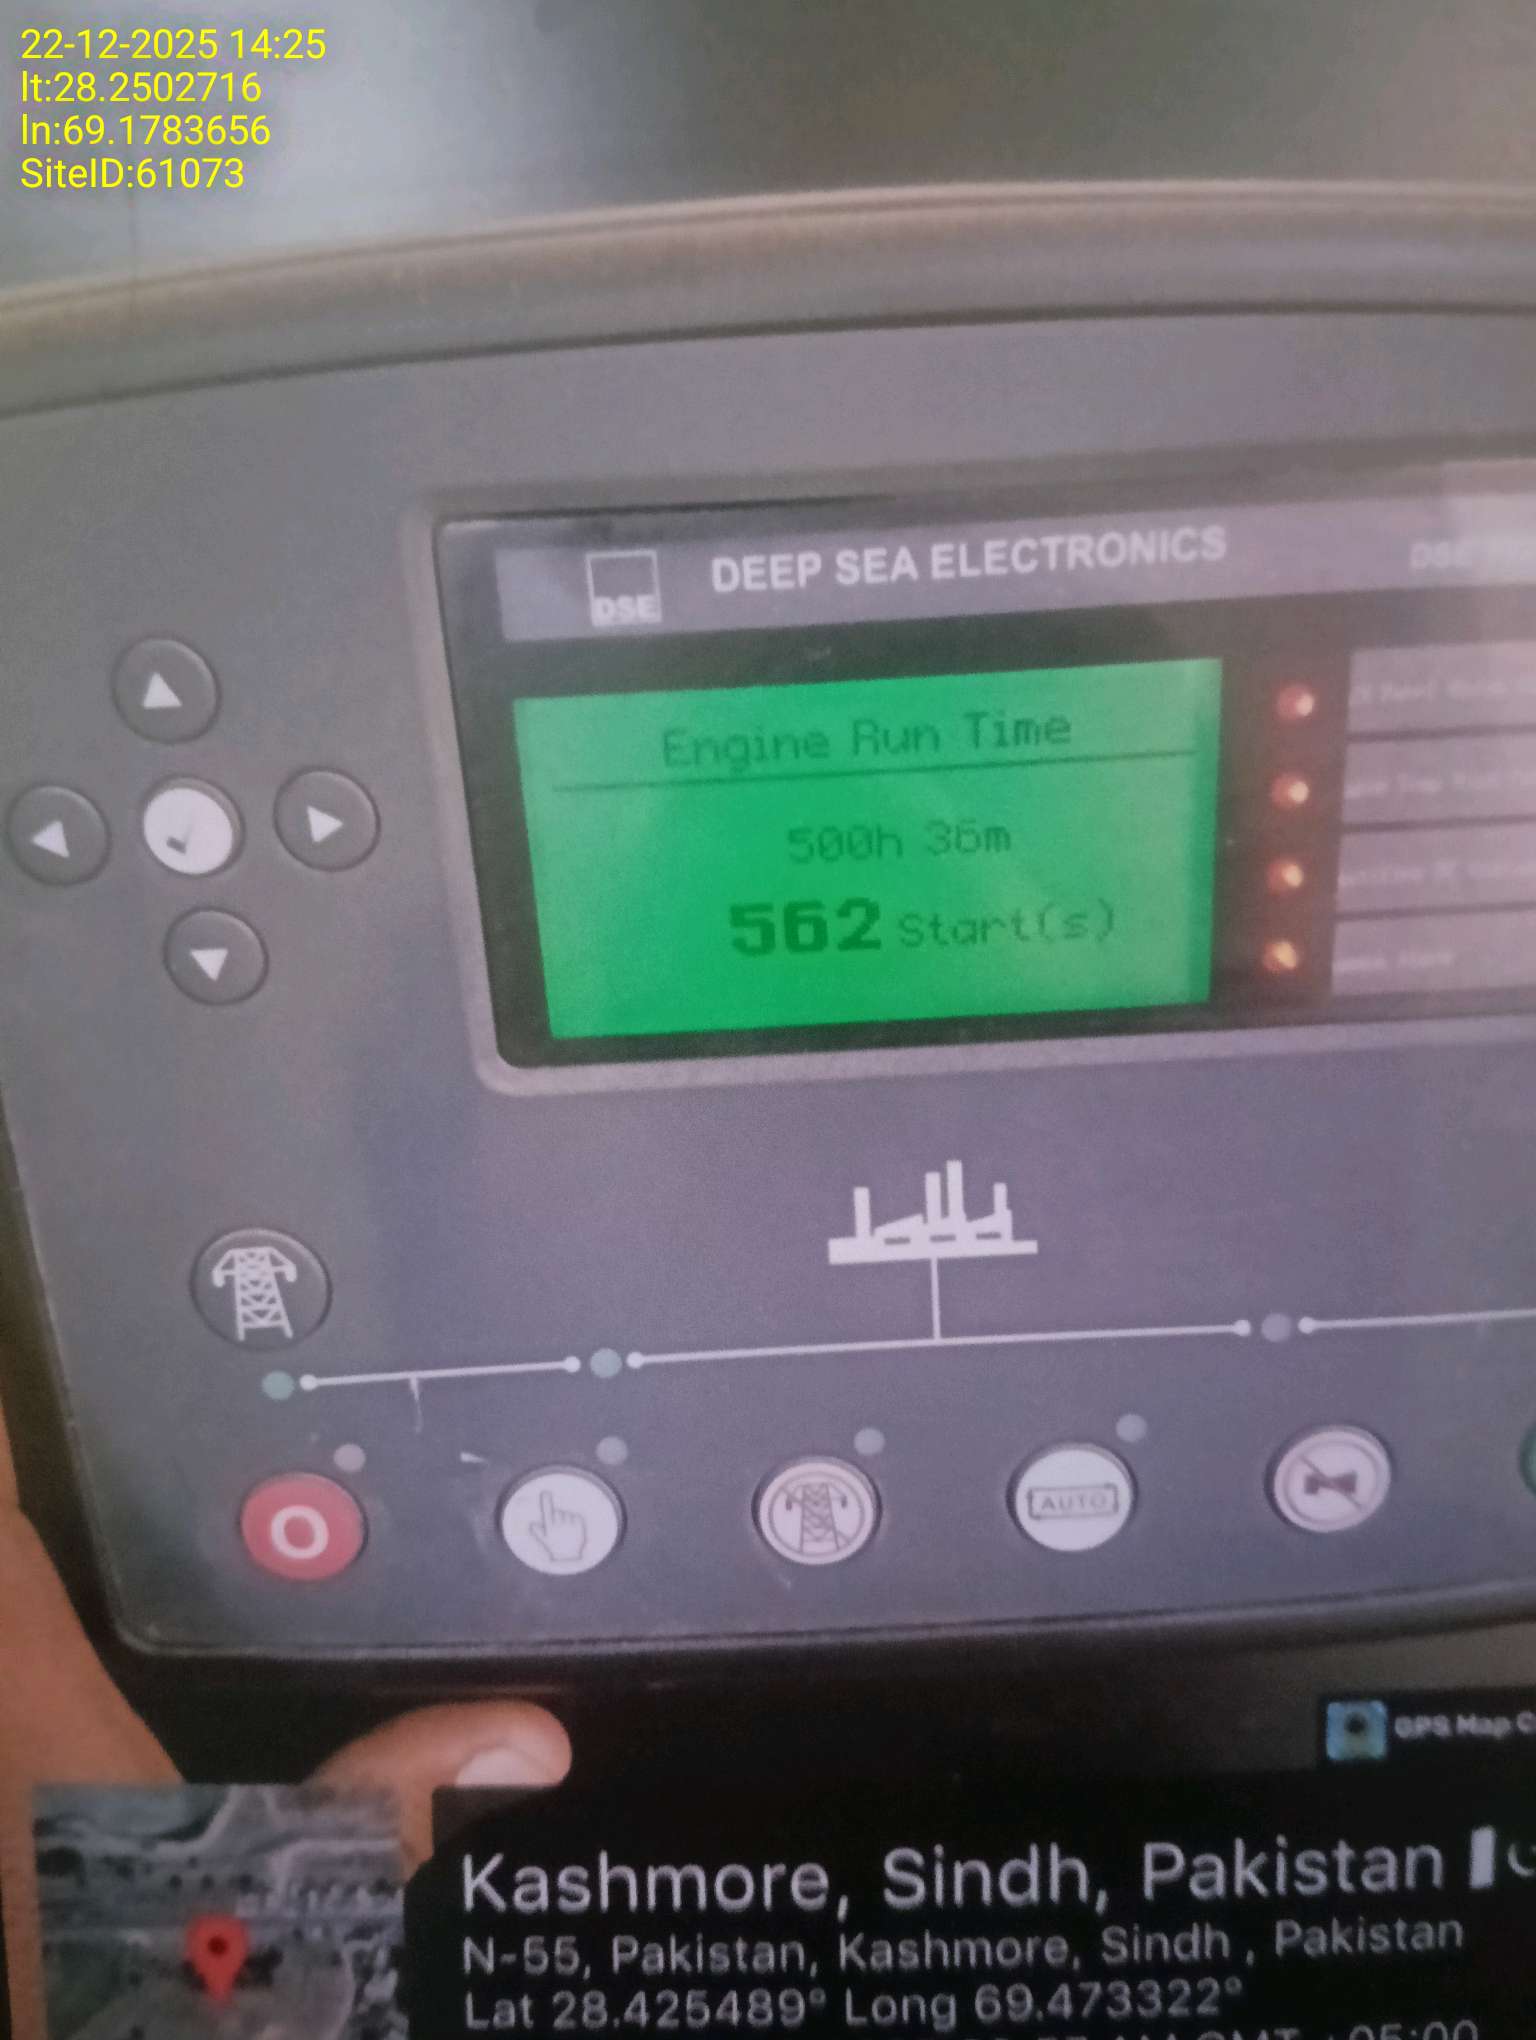 22-12-2025 14:25
lt:28.2502716
ln:69.1783656
SiteID:61073
DSE
DEEP SEA ELECTRONICS
Engine Run Time
500h 36m
562 Start(s)
AUTO
GPS Map
Kashmore, Sindh, Pakistan
N-55, Pakistan, Kashmore, Sindh , Pakistan
Lat 28.425489° Long 69.473322°